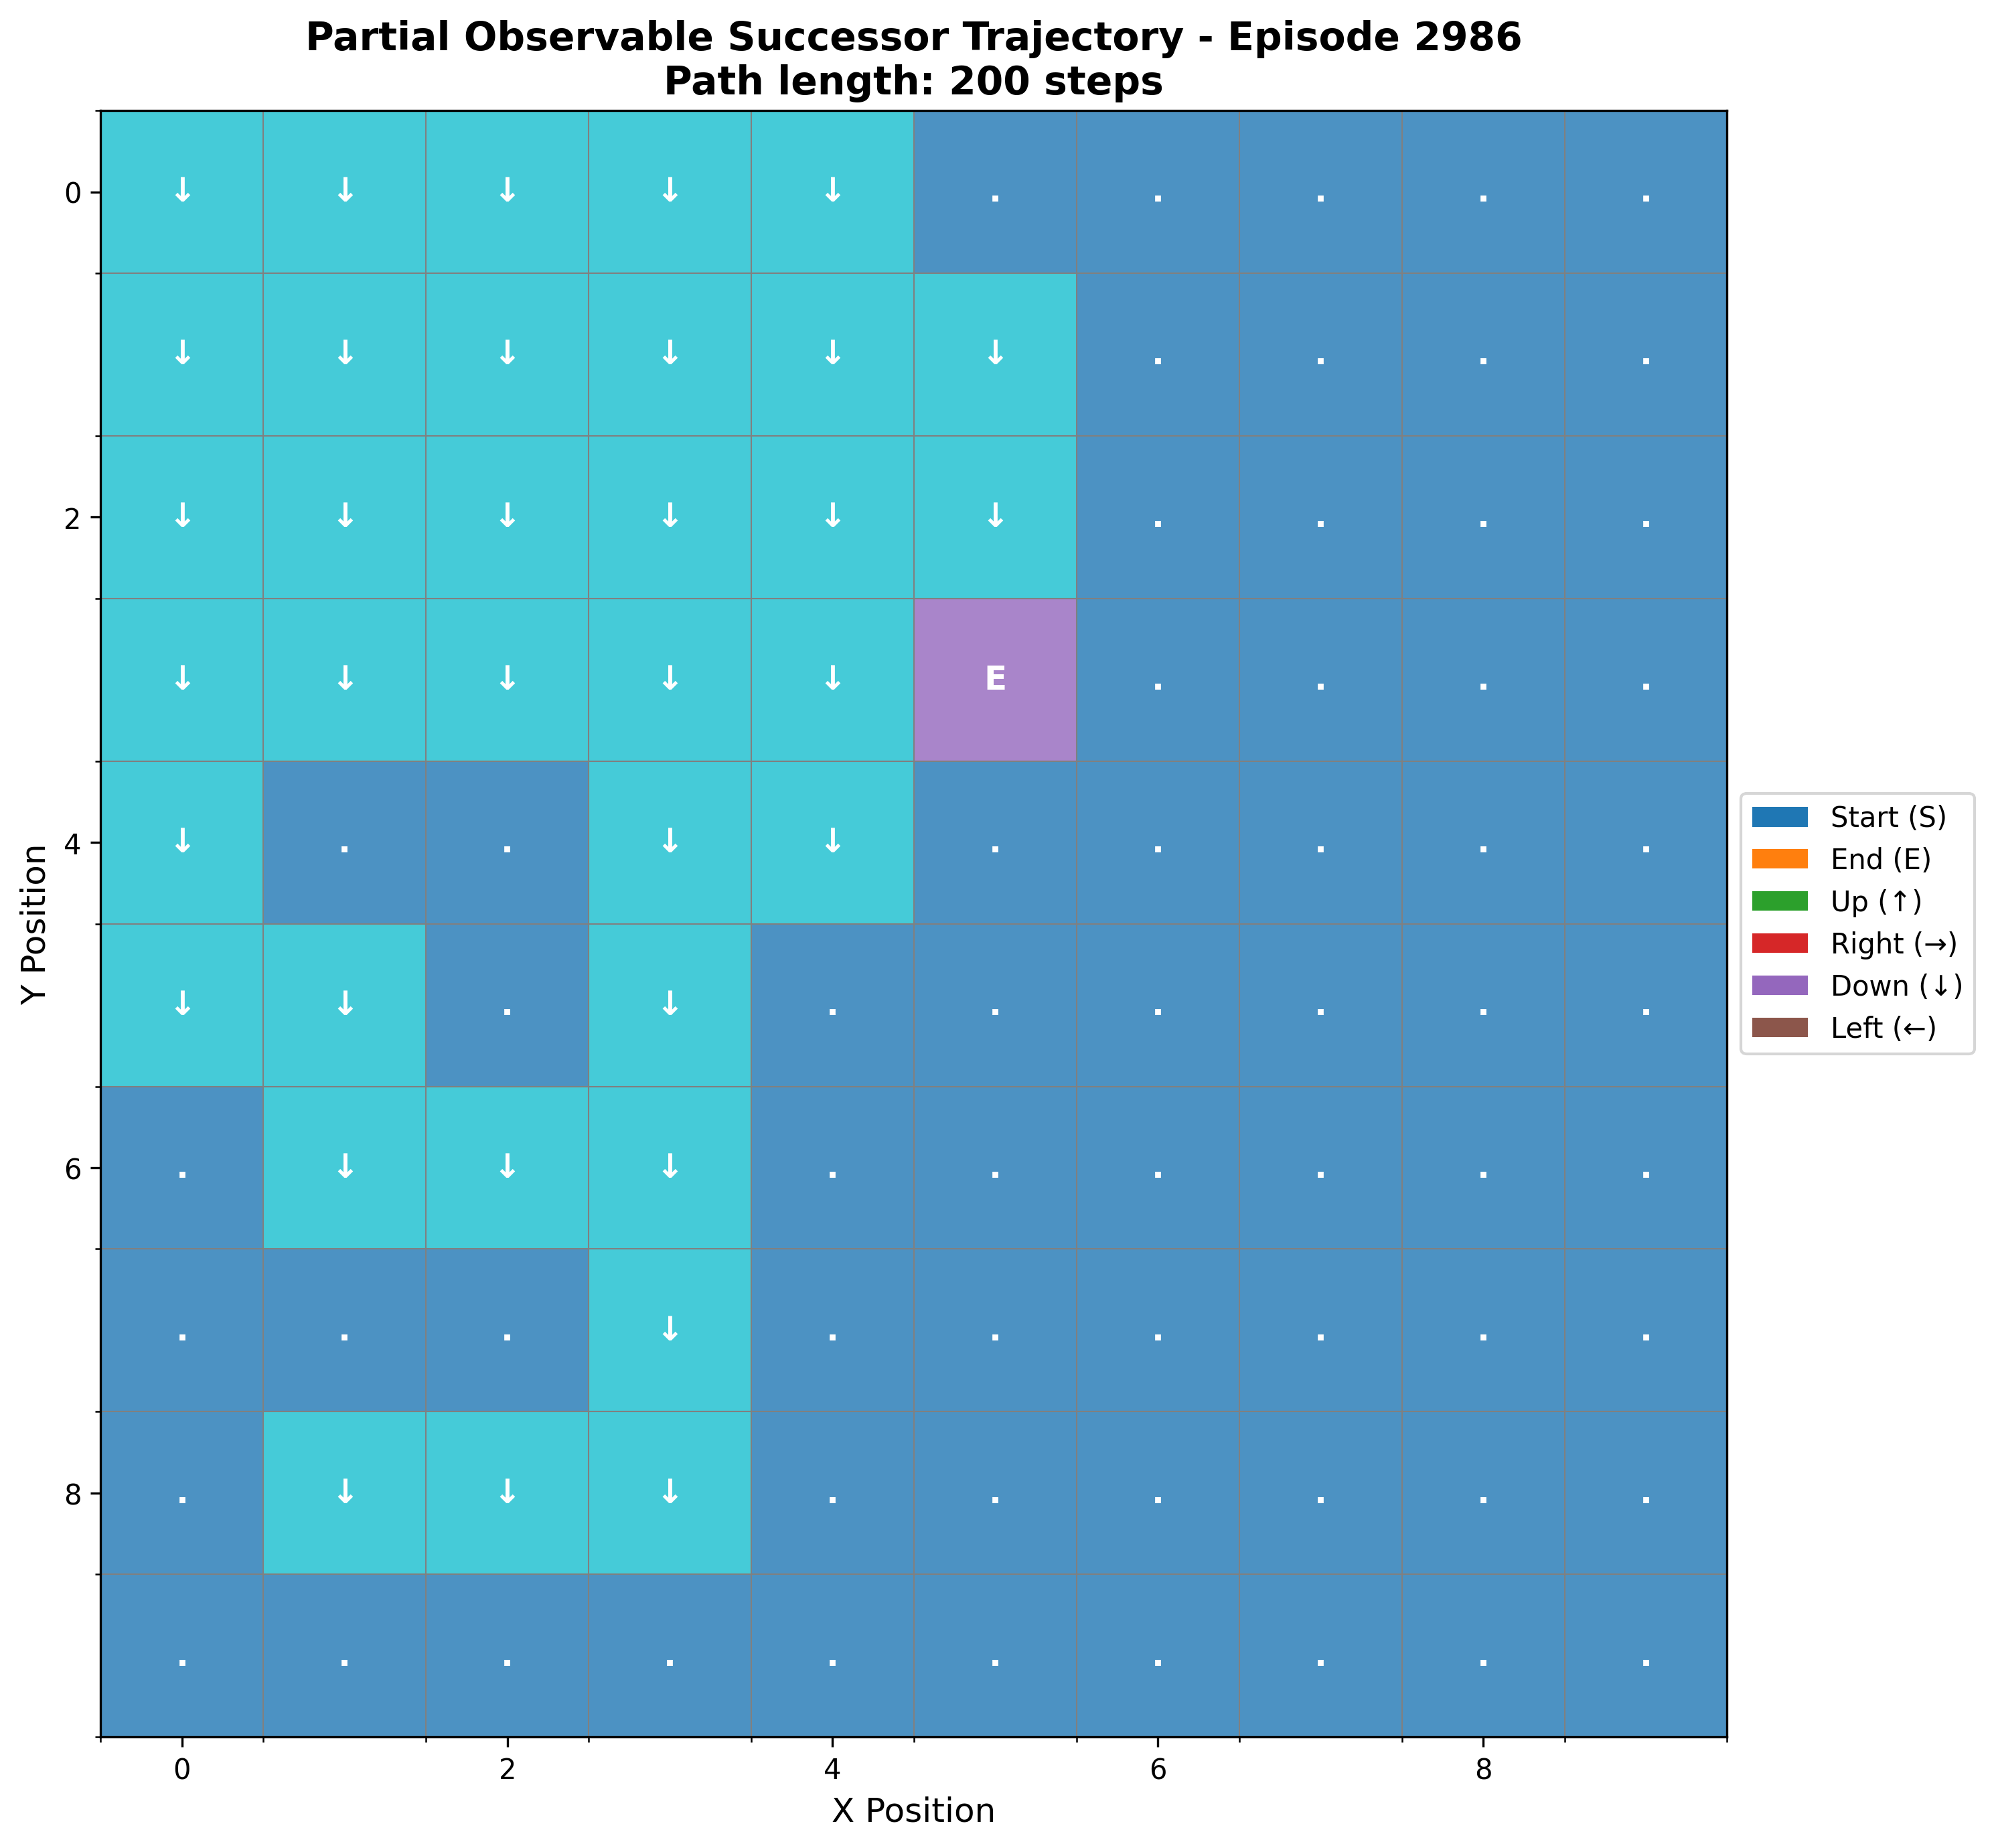 Partial Observable Successor Trajectory - Episode 2986
Path length: 200 steps
0 ↓ ↓ ↓ ↓ ↓ . . . . .
↓ ↓ ↓ ↓ ↓ ↓ . . . .
2 ↓ ↓ ↓ ↓ ↓ ↓ . . . .
↓ ↓ ↓ ↓ ↓ E . . . .
4 ↓ . . ↓ ↓ . . . . .
↓ ↓ . ↓ . . . . . .
6 . ↓ ↓ ↓ . . . . . .
. . . ↓ . . . . . .
8 . ↓ ↓ ↓ . . . . . .
. . . . . . . . . .
0 2 4 6 8
X Position
Y Position
Start (S)
End (E)
Up (↑)
Right (→)
Down (↓)
Left (←)